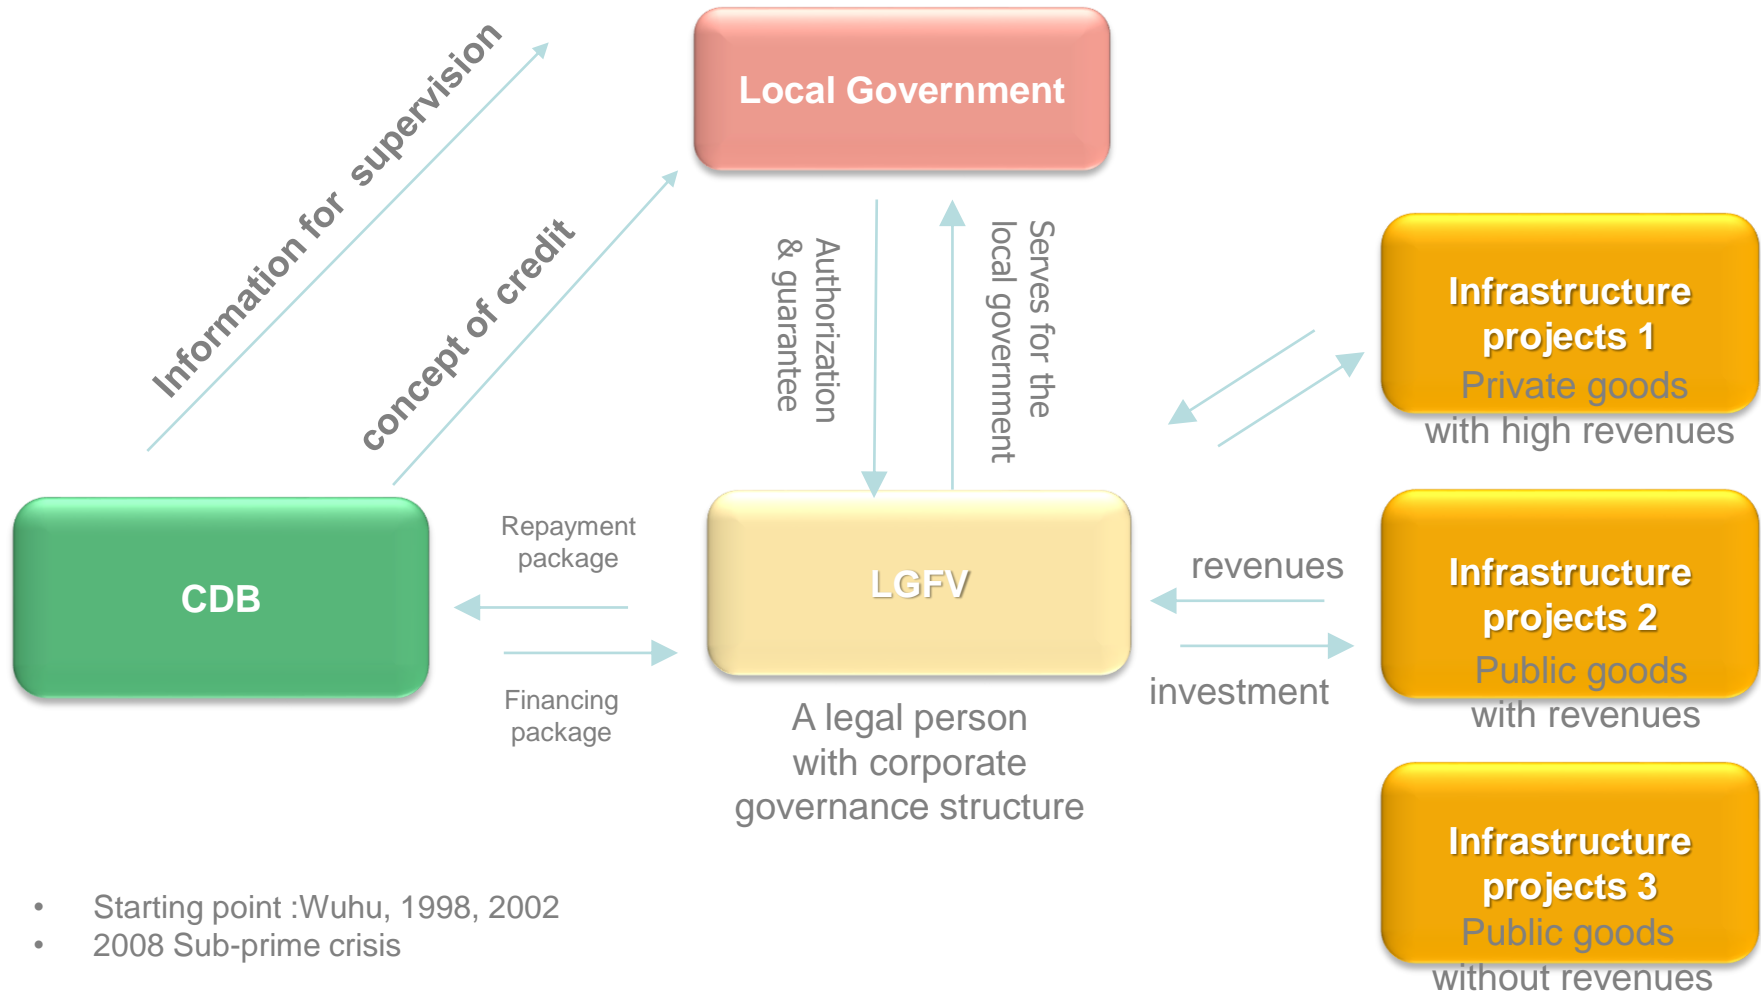 Local Government
Information for  supervision
concept of credit
Authorization
& guarantee
Serves for the
local government
Infrastructure
projects 1
Private goods
with high revenues
CDB
Repayment
package
Financing
package
LGFV
A legal person
with corporate
governance structure
revenues
investment
Infrastructure
projects 2
Public goods
with revenues
Infrastructure
projects 3
Public goods
without revenues
• Starting point :Wuhu, 1998, 2002
• 2008 Sub-prime crisis